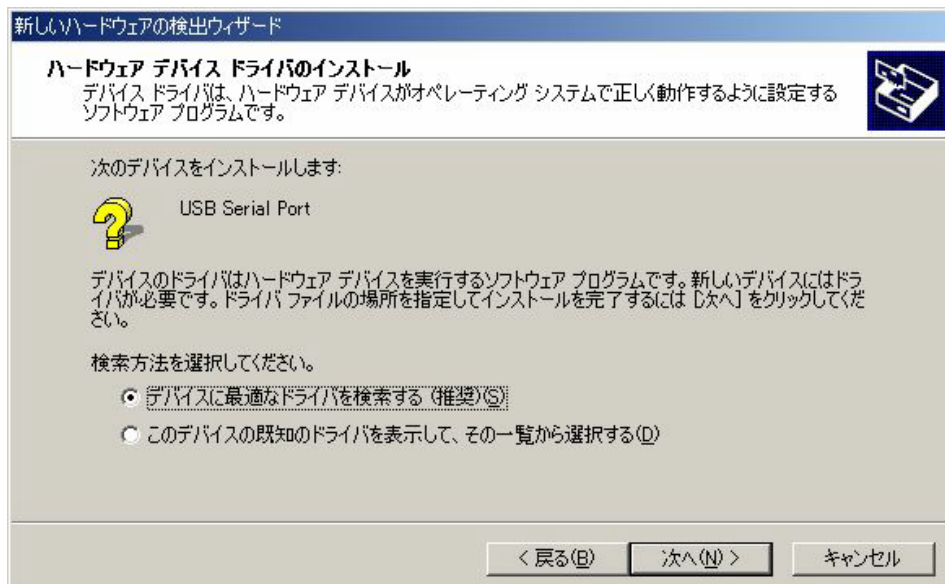 新しいハードウェアの検出ウィザード
ハードウェア デバイス ドライバのインストール
デバイス ドライバは、ハードウェア デバイスがオペレーティング システムで正しく動作するように設定する
ソフトウェア プログラムです。
次のデバイスをインストールします:
USB Serial Port
デバイスのドライバはハードウェア デバイスを実行するソフトウェア プログラムです。新しいデバイスにはドラ
イバが必要です。ドライバ ファイルの場所を指定してインストールを完了するには [次へ] をクリックしてくだ
さい。
検索方法を選択してください。
デバイスに最適なドライバを検索する (推奨)(S)
このデバイスの既知のドライバを表示して、その一覧から選択する(D)
< 戻る(B)
次へ(N) >
キャンセル